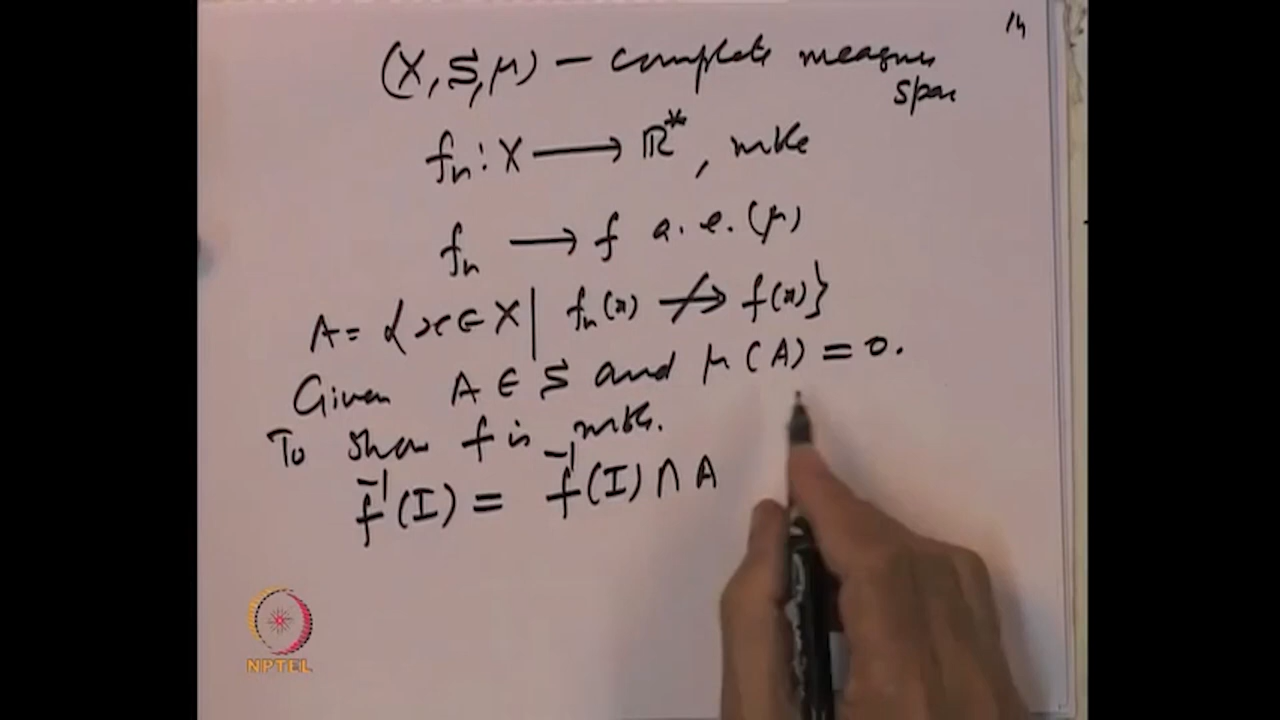 14
(X, S, μ) – complete measure space
fₙ : X ⟶ ℝ*, mble
fₙ ⟶ f a.e. (μ)
A = {x ∈ X | fₙ(x) ↛ f(x)}
Given A ∈ S and μ(A) = 0.
To show f is mble.
f⁻¹(I) = f⁻¹(I) ∩ A
NPTEL